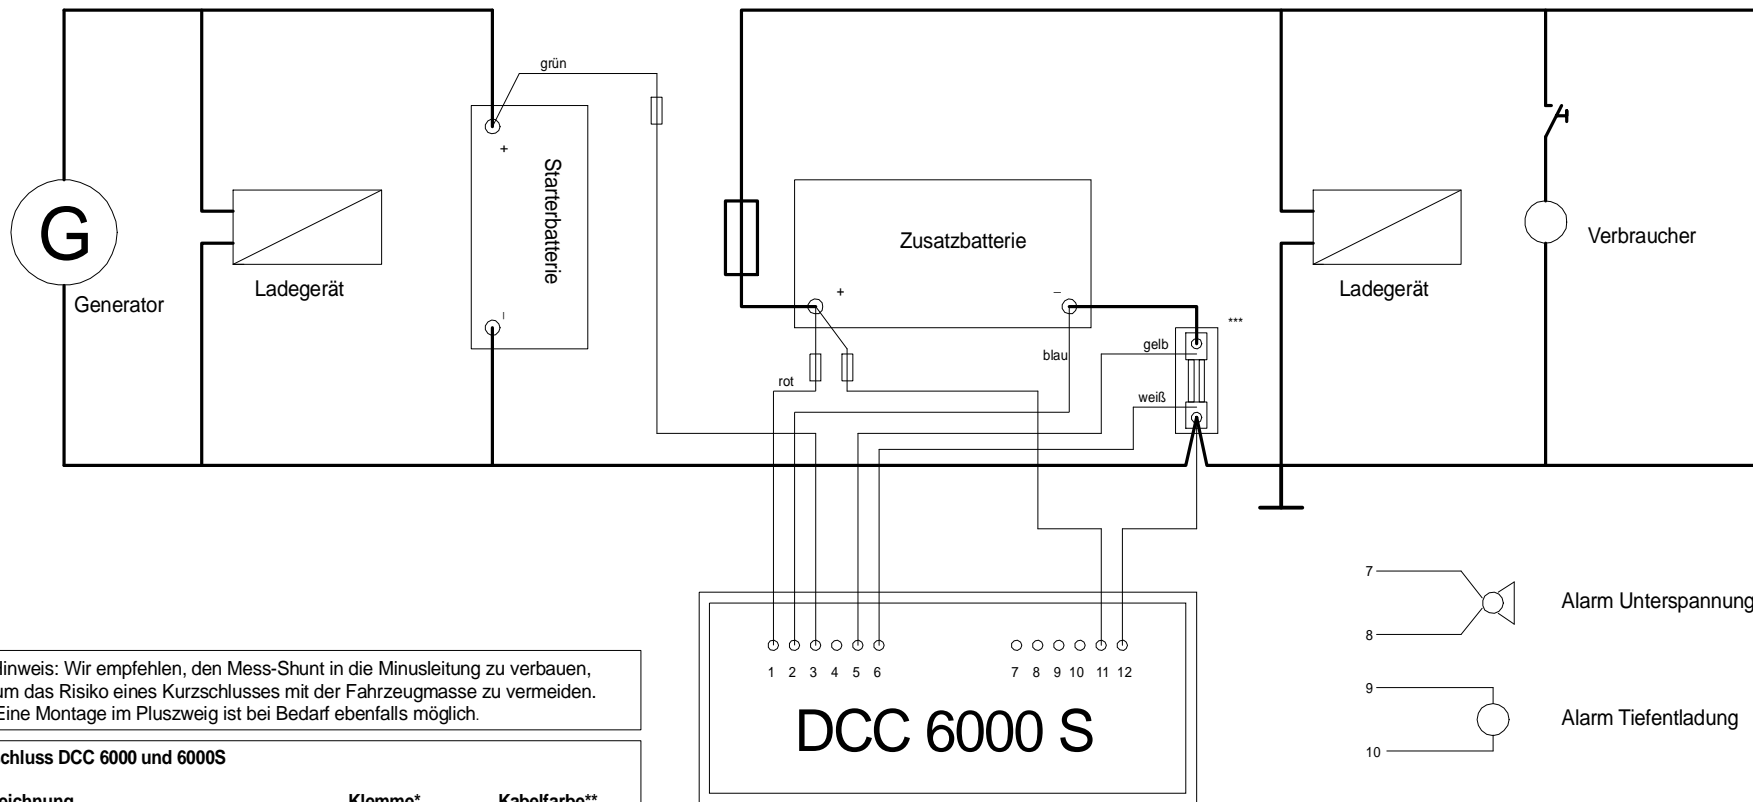 grün
+
Starterbatterie
–
G
Generator
Ladegerät
Zusatzbatterie
+
–
rot
blau
gelb
weiß
***
Ladegerät
Verbraucher
1 2 3 4 5 6 7 8 9 10 11 12
DCC 6000 S
7
8
Alarm Unterspannung
9
10
Alarm Tiefentladung
Hinweis: Wir empfehlen, den Mess-Shunt in die Minusleitung zu verbauen,
um das Risiko eines Kurzschlusses mit der Fahrzeugmasse zu vermeiden.
Eine Montage im Pluszweig ist bei Bedarf ebenfalls möglich.
chluss DCC 6000 und 6000S
eichnung Klemme* Kabelfarbe**